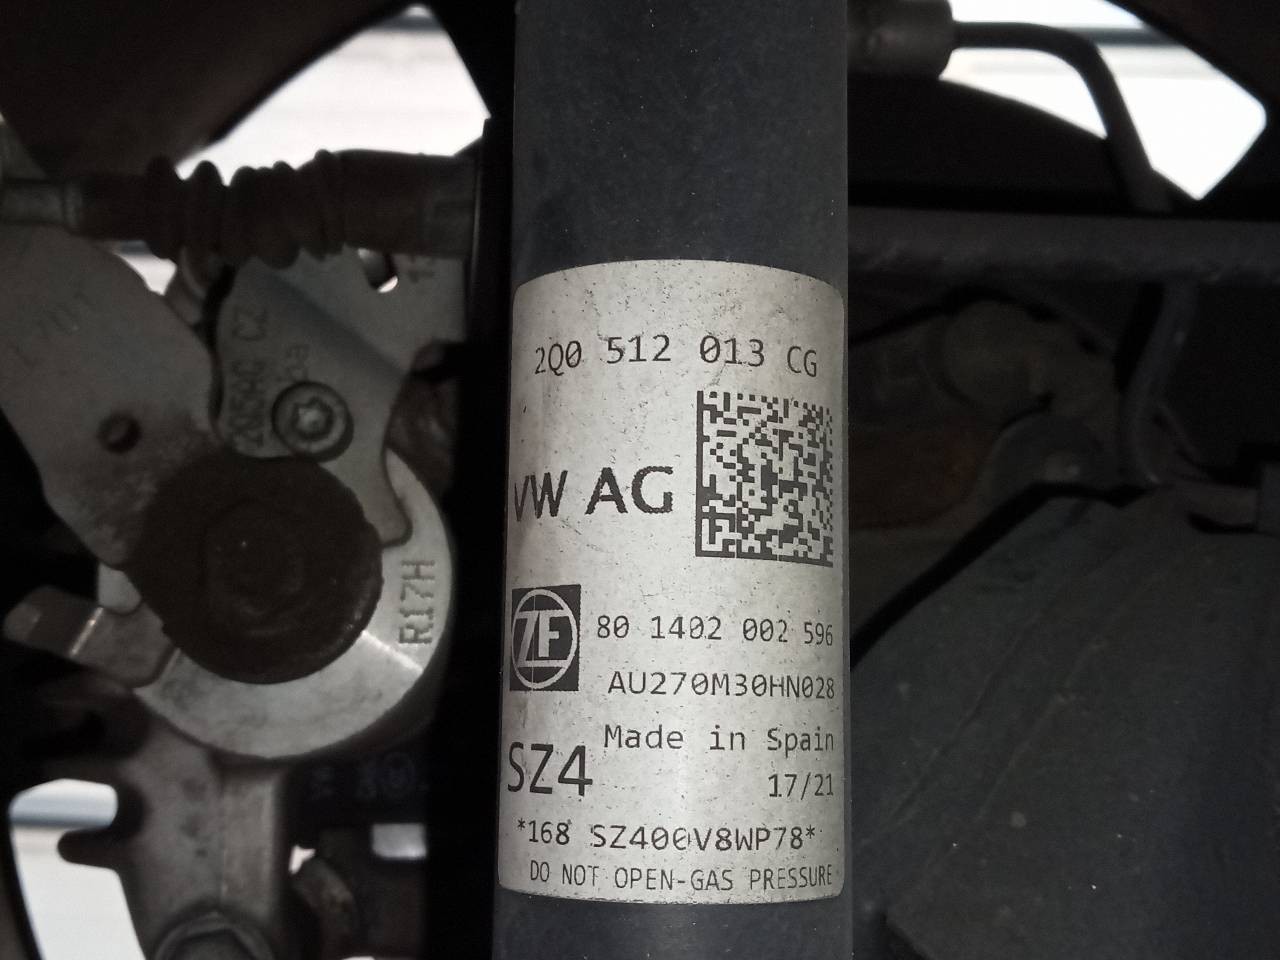 2Q0 512 013 CG
VW AG
ZF
80 1402 002 596
AU270M30HN028
Made in Spain
SZ4
17/21
*168 SZ400V8WP78*
DO NOT OPEN-GAS PRESSURE
R17H